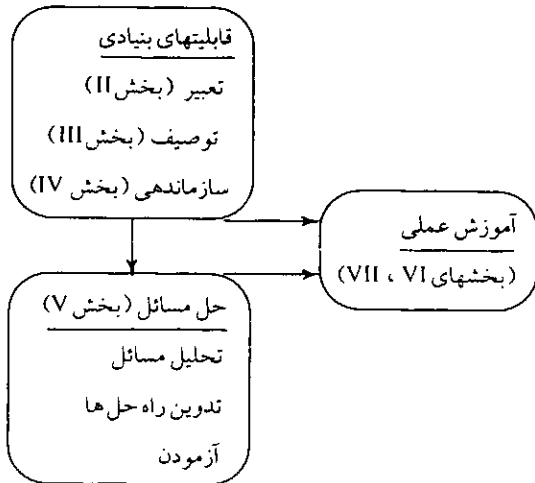 قابلیتهای بنیادی
تعبیر (بخش II)
توصیف (بخش III)
سازماندهی (بخش IV)
آموزش عملی
(بخشهای VI ، VII)
حل مسائل (بخش V)
تحلیل مسائل
تدوین راه حل ها
آزمودن